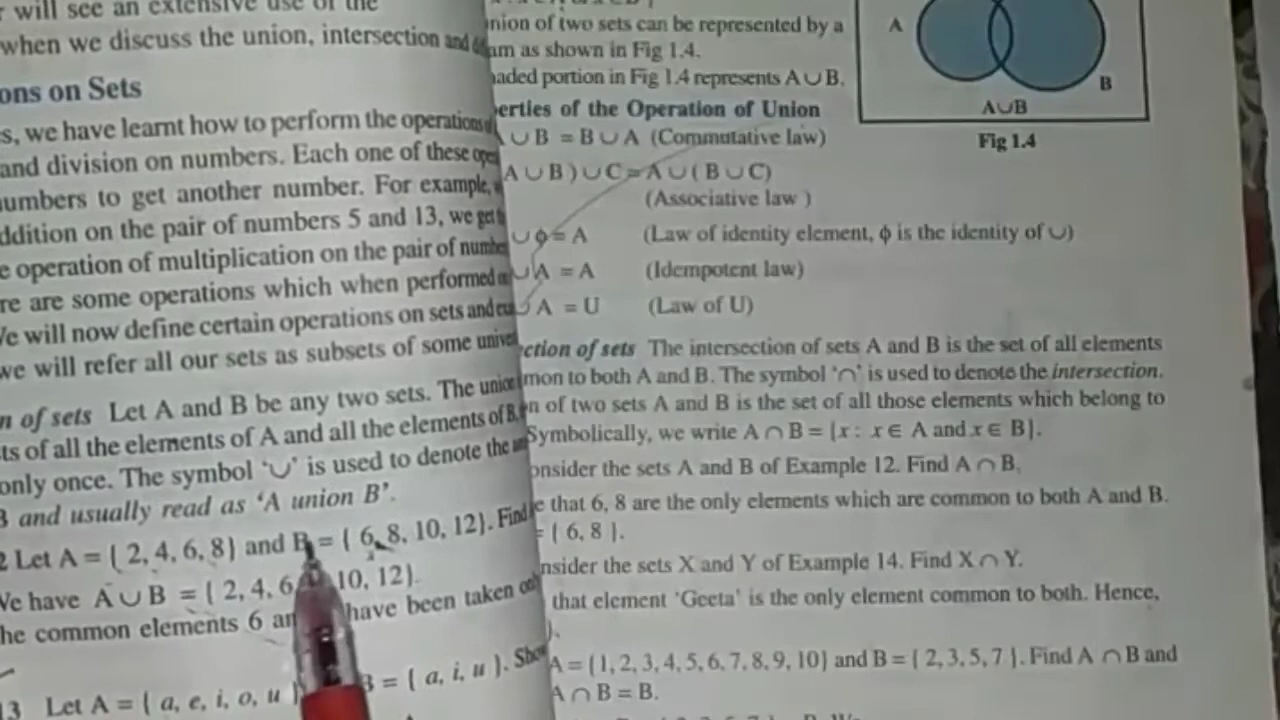 will see an extensive use of the
when we discuss the union, intersection and
ons on Sets
s, we have learnt how to perform the operations
and division on numbers. Each one of these
umbers to get another number. For example,
ddition on the pair of numbers 5 and 13, we get
e operation of multiplication on the pair of
re are some operations which when performed
We will now define certain operations on sets and
we will refer all our sets as subsets of some
n of sets Let A and B be any two sets. The union
ts of all the elements of A and all the elements of B,
only once. The symbol ‘∪’ is used to denote the
B and usually read as ‘A union B’.
2 Let A = { 2, 4, 6, 8} and B = { 6, 8, 10, 12}. Find
We have A ∪ B = { 2, 4, 6 10, 12}.
he common elements 6 have been taken
13 Let A = { a, e, i, o, u } B = { a, i, u }. Show
nion of two sets can be represented by a
am as shown in Fig 1.4.
haded portion in Fig 1.4 represents A ∪ B.
A
B
A∪B
Fig 1.4
erties of the Operation of Union
∪ B = B ∪ A (Commutative law)
A ∪ B ) ∪ C = A ∪ ( B ∪ C)
(Associative law )
∪ ϕ = A (Law of identity element, ϕ is the identity of ∪)
∪ A = A (Idempotent law)
∪ A = U (Law of U)
ction of sets The intersection of sets A and B is the set of all elements
mon to both A and B. The symbol ‘∩’ is used to denote the intersection.
n of two sets A and B is the set of all those elements which belong to
Symbolically, we write A ∩ B = {x : x ∈ A and x ∈ B}.
onsider the sets A and B of Example 12. Find A ∩ B.
e that 6, 8 are the only elements which are common to both A and B.
= { 6, 8 }.
nsider the sets X and Y of Example 14. Find X ∩ Y.
that element ‘Geeta’ is the only element common to both. Hence,
}.
A = {1, 2, 3, 4, 5, 6, 7, 8, 9, 10} and B = { 2, 3, 5, 7 }. Find A ∩ B and
A ∩ B = B.